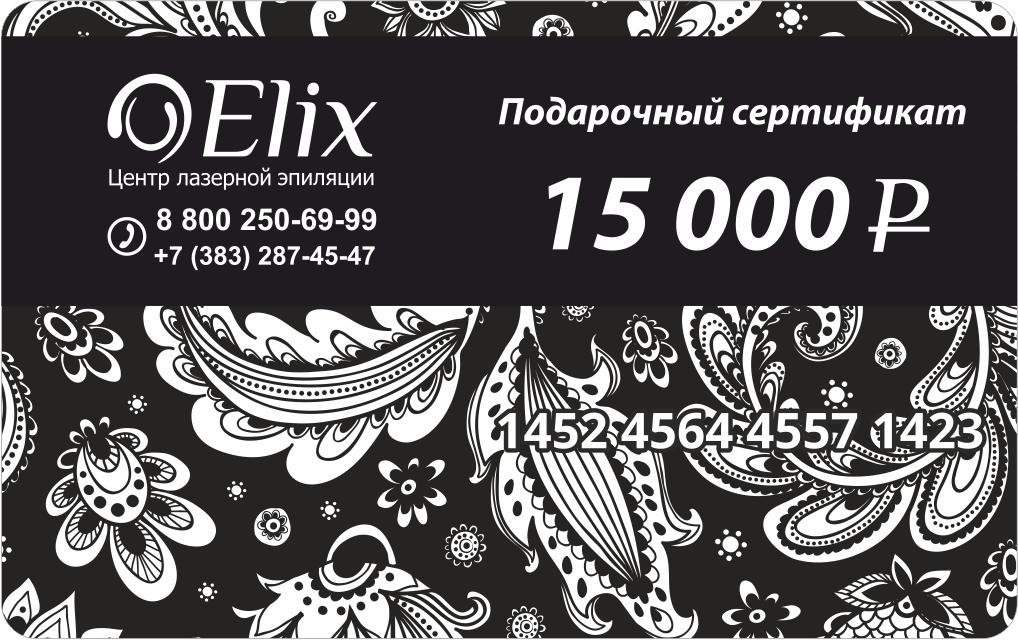 Elix
Центр лазерной эпиляции
8 800 250-69-99
+7 (383) 287-45-47
Подарочный сертификат
15 000 ₽
1452 4564 4557 1423